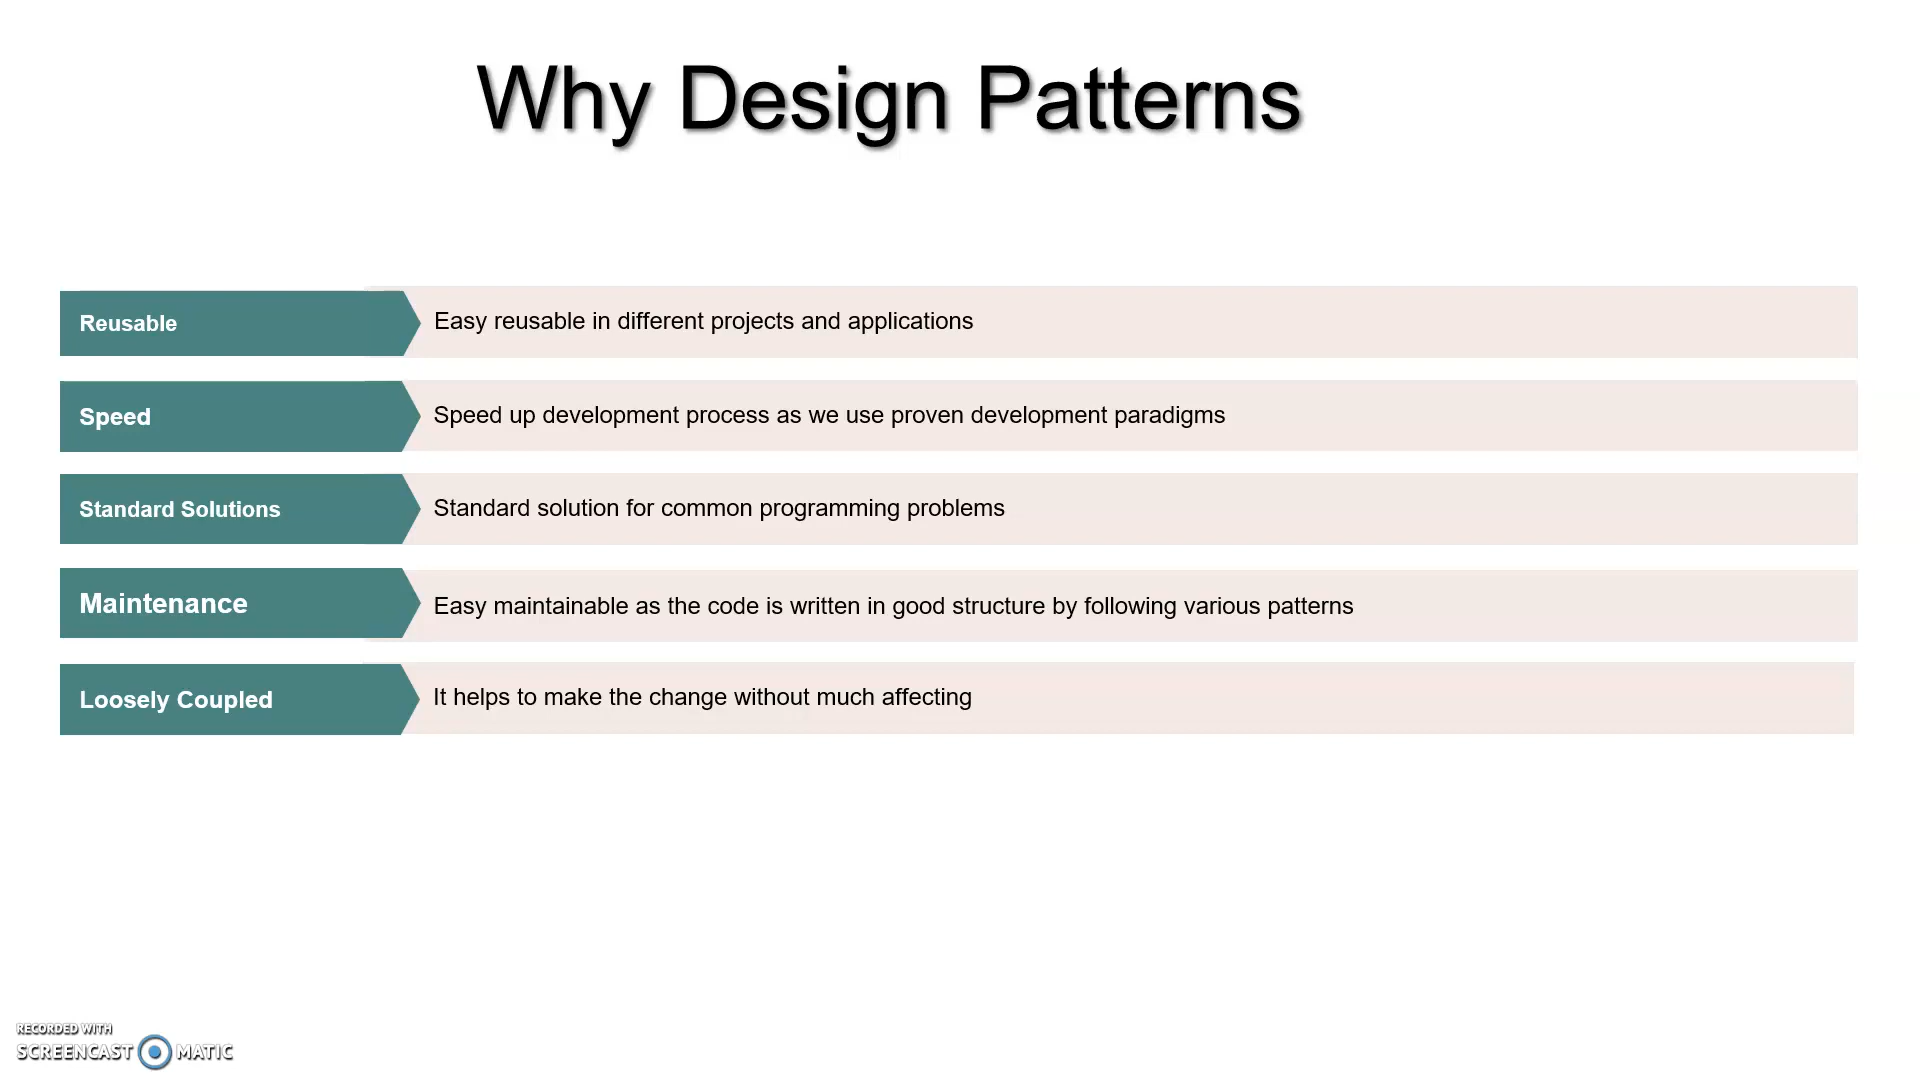 Why Design Patterns
Reusable
Easy reusable in different projects and applications
Speed
Speed up development process as we use proven development paradigms
Standard Solutions
Standard solution for common programming problems
Maintenance
Easy maintainable as the code is written in good structure by following various patterns
Loosely Coupled
It helps to make the change without much affecting
RECORDED WITH
SCREENCAST MATIC